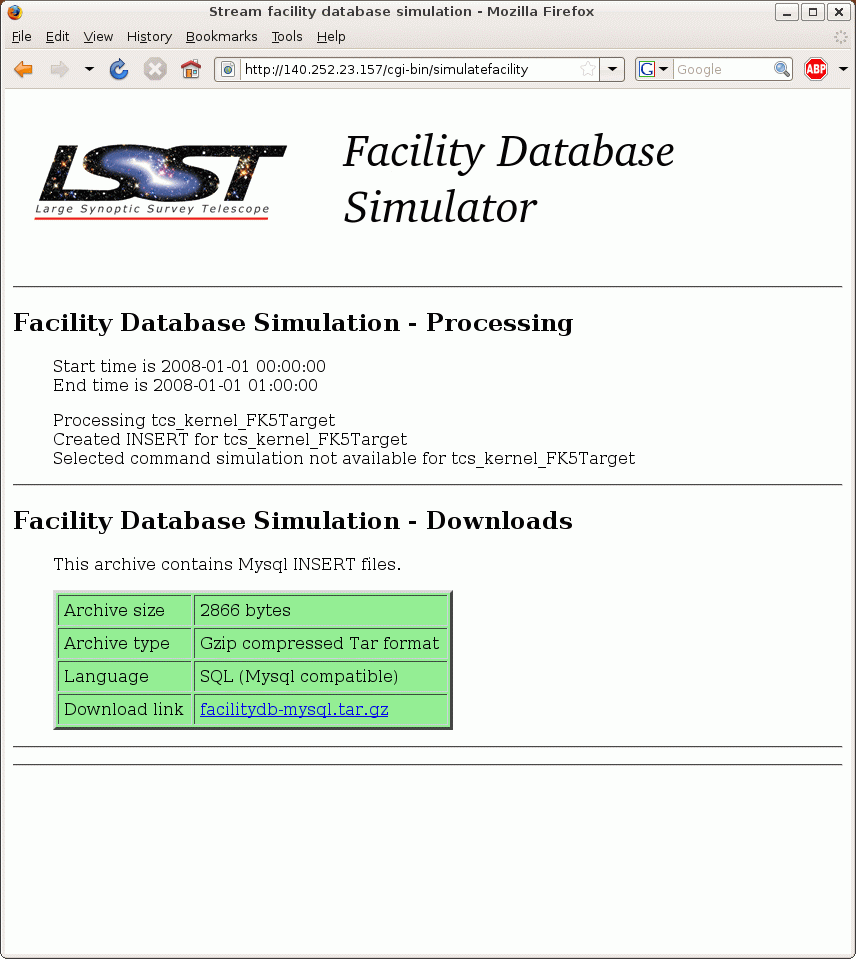 Stream facility database simulation - Mozilla Firefox
File Edit View History Bookmarks Tools Help
http://140.252.23.157/cgi-bin/simulatefacility
G Google ABP
LSST
Large Synoptic Survey Telescope
Facility Database
Simulator
Facility Database Simulation - Processing
Start time is 2008-01-01 00:00:00
End time is 2008-01-01 01:00:00
Processing tcs_kernel_FK5Target
Created INSERT for tcs_kernel_FK5Target
Selected command simulation not available for tcs_kernel_FK5Target
Facility Database Simulation - Downloads
This archive contains Mysql INSERT files.
Archive size 2866 bytes
Archive type Gzip compressed Tar format
Language SQL (Mysql compatible)
Download link facilitydb-mysql.tar.gz